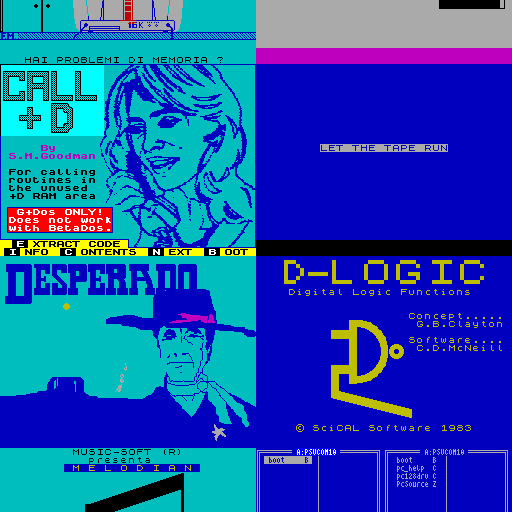 16K
F.M.
HAI PROBLEMI DI MEMORIA ?
CALL
+D
By
S.M.Goodman
For calling
routines in
the unused
+D RAM area
G+Dos ONLY!
Does not work
with BetaDos.
E XTRACT CODE
I NFO C ONTENTS N EXT B OOT
LET THE TAPE RUN
DESPERADO
D-LOGIC
Digital Logic Functions
Concept.....
G.B.Clayton
Software....
C.D.McNeill
© SciCAL Software 1983
MUSIC-SOFT (R)
presenta
MELODIAN
A:PSUCOM10
boot B
A:PSUCOM10
boot B
pc_help C
pc128drv C
PcSource Z